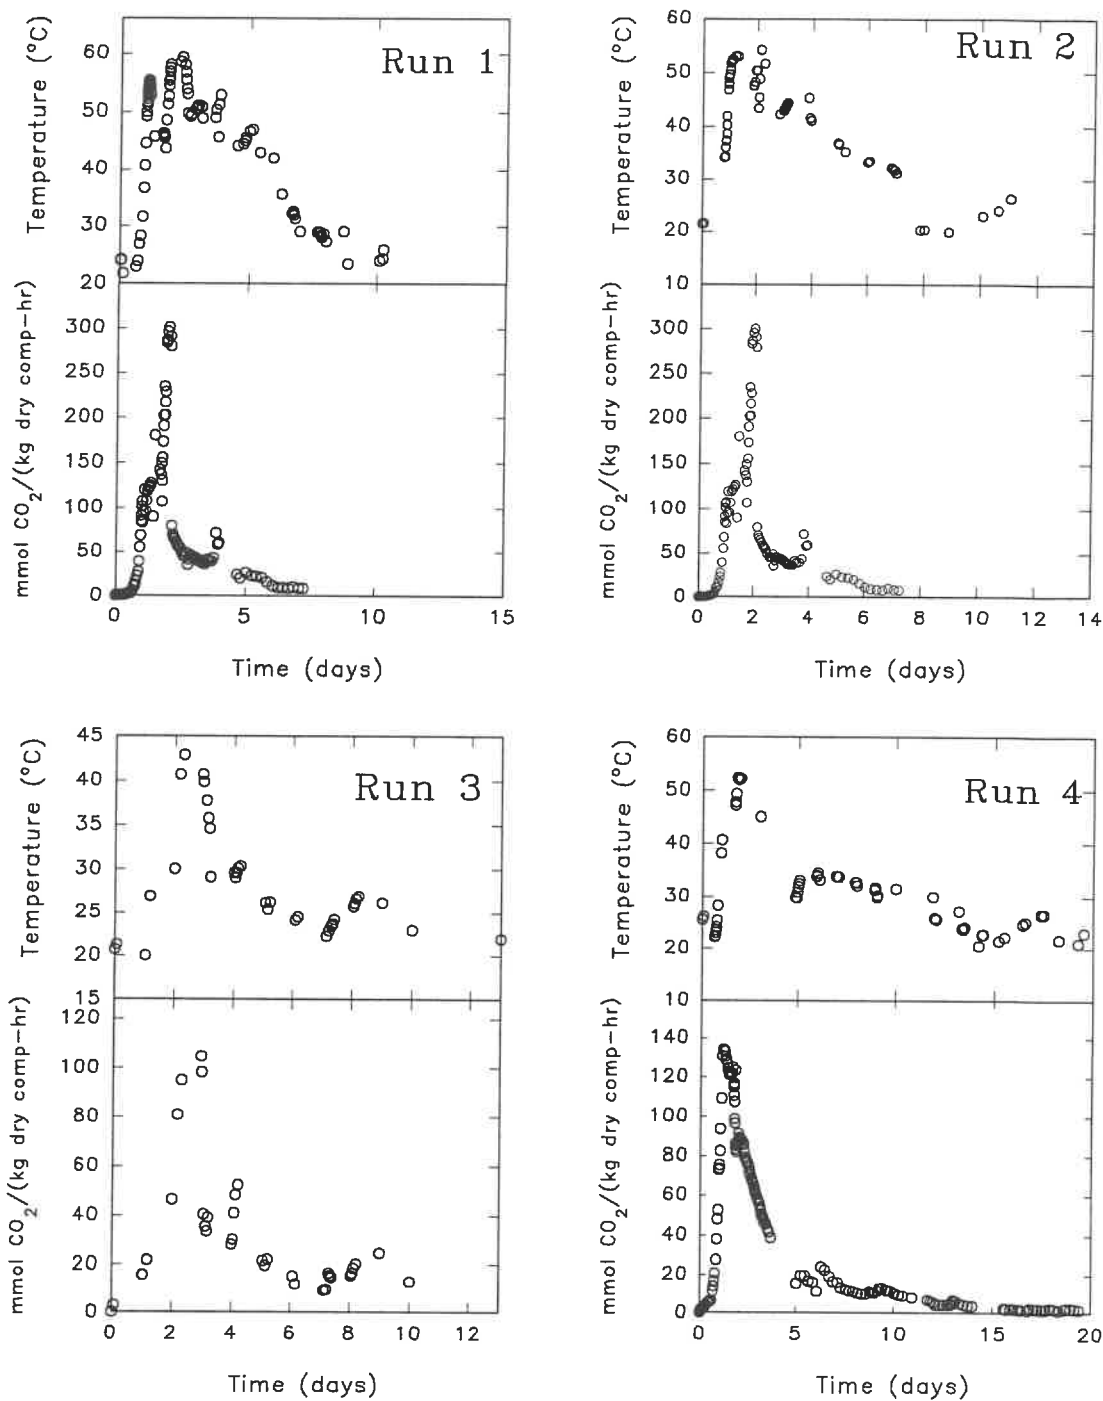 Temperature (°C)
60
50
40
30
20
Run 1
mmol CO2/(kg dry comp-hr)
300
250
200
150
100
50
0
0 5 10 15
Time (days)
Temperature (°C)
60
50
40
30
20
10
Run 2
mmol CO2/(kg dry comp-hr)
300
250
200
150
100
50
0
0 2 4 6 8 10 12 14
Time (days)
Temperature (°C)
45
40
35
30
25
20
15
Run 3
mmol CO2/(kg dry comp-hr)
120
100
80
60
40
20
0
0 2 4 6 8 10 12
Time (days)
Temperature (°C)
60
50
40
30
20
10
Run 4
mmol CO2/(kg dry comp-hr)
140
120
100
80
60
40
20
0
0 5 10 15 20
Time (days)